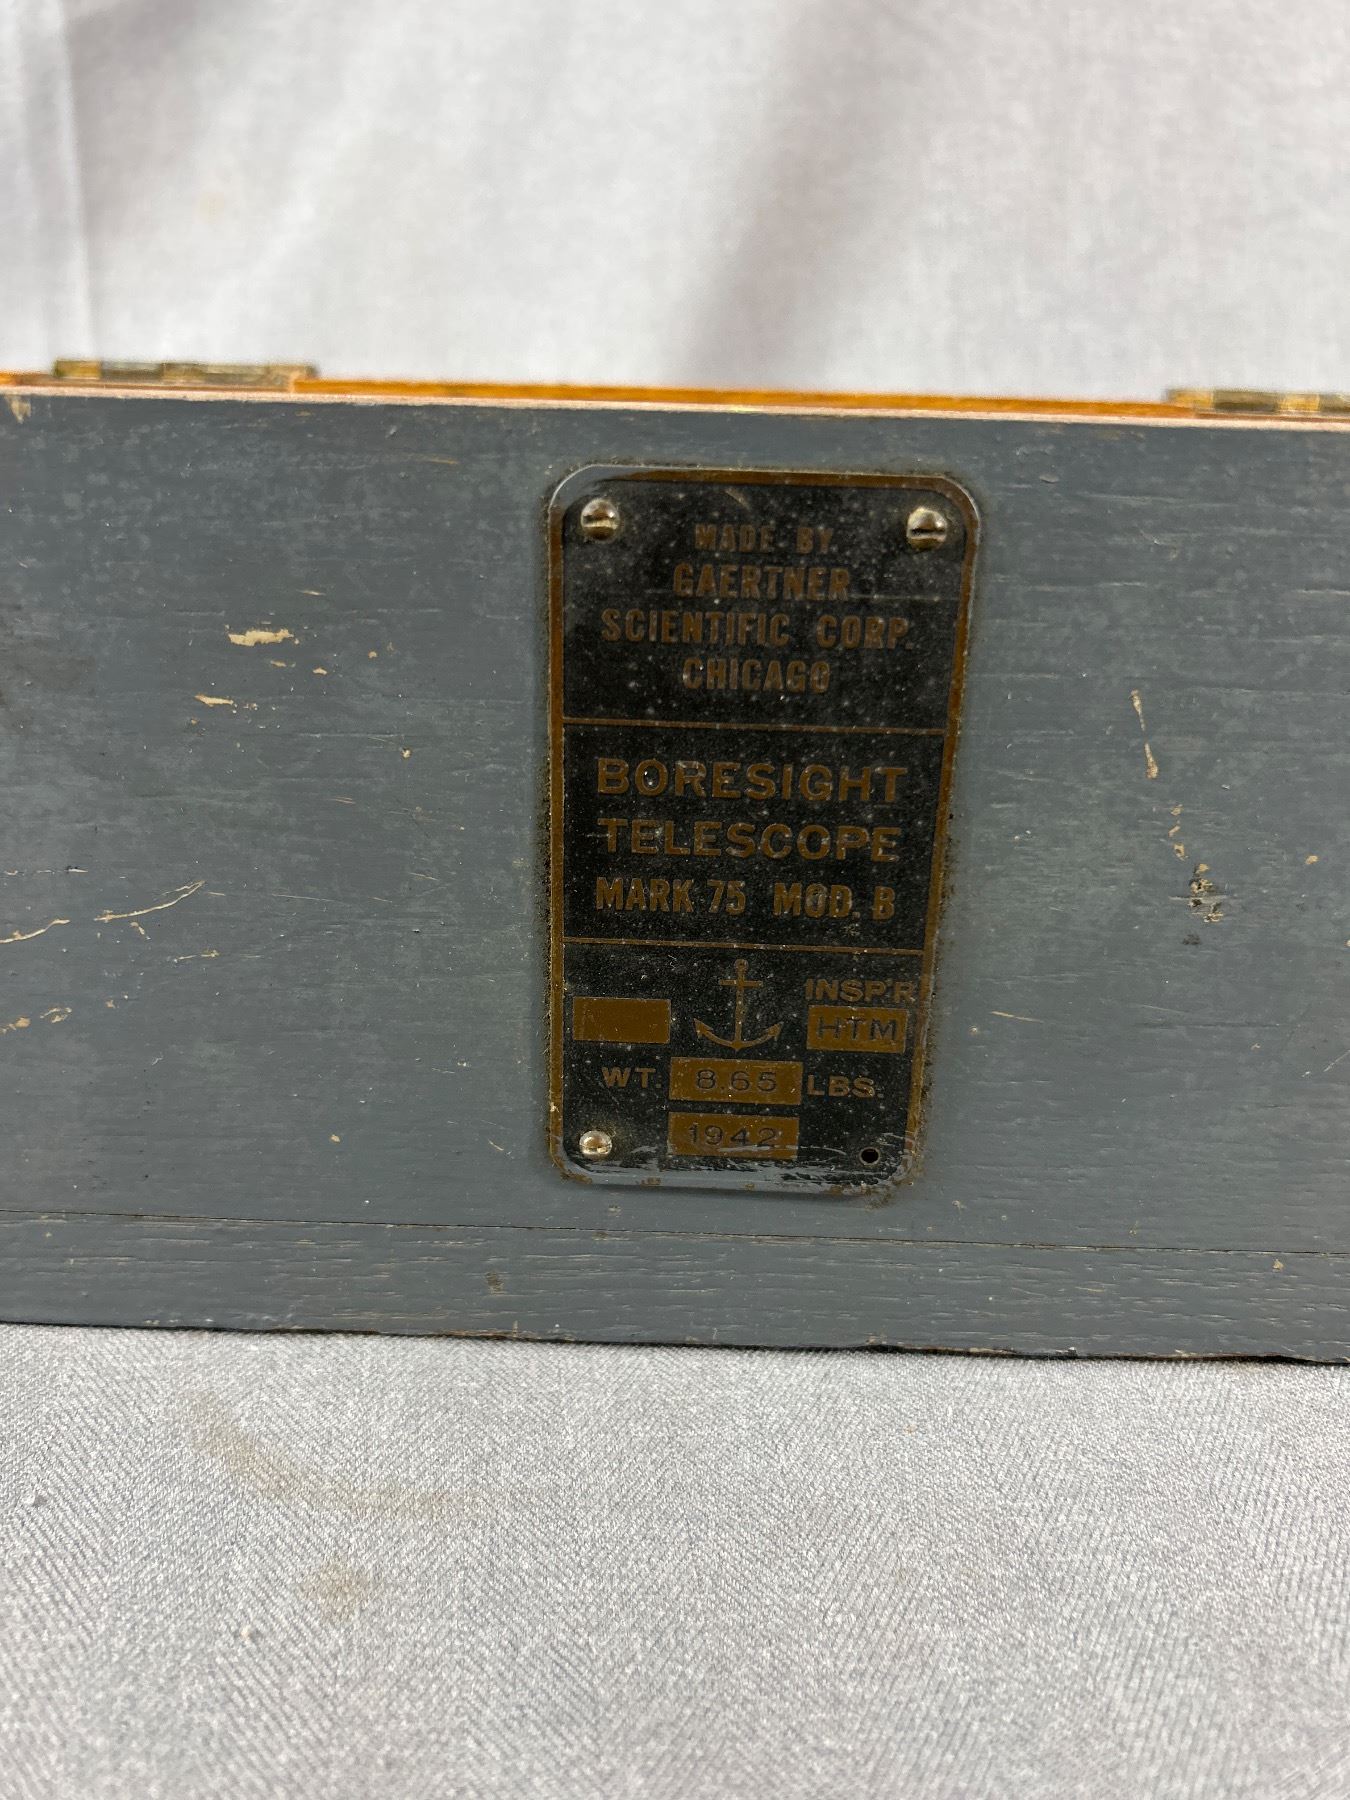 MADE BY
GAERTNER
SCIENTIFIC CORP.
CHICAGO
BORESIGHT
TELESCOPE
MARK 75 MOD. B
INSP'R
HTM
WT. 8.65 LBS.
1942